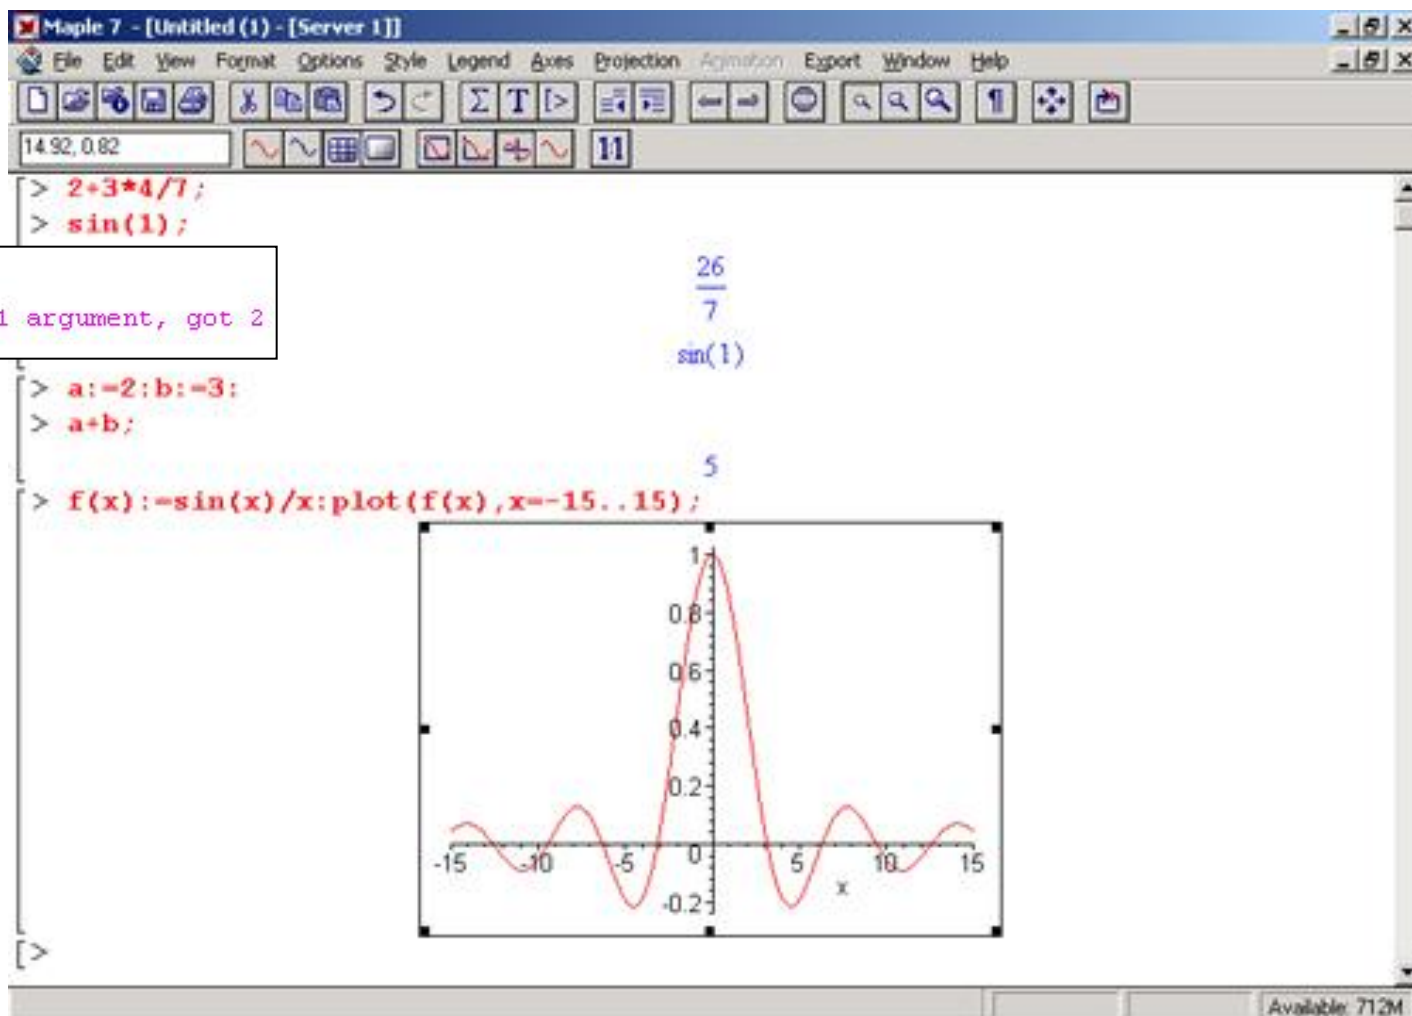 Maple 7 - [Untitled (1) - [Server 1]]
File Edit View Format Options Style Legend Axes Projection Animation Export Window Help
Σ T [>
14.92, 0.82
1:1
[> 2+3*4/7;
> sin(1);
26
7
1 argument, got 2
sin(1)
[> a:=2:b:=3:
> a+b;
5
[> f(x):=sin(x)/x:plot(f(x),x=-15..15);
1
0.8
0.6
0.4
0.2
-15 -10 -5 0 5 10 15
x
-0.2
[>
Available: 712M